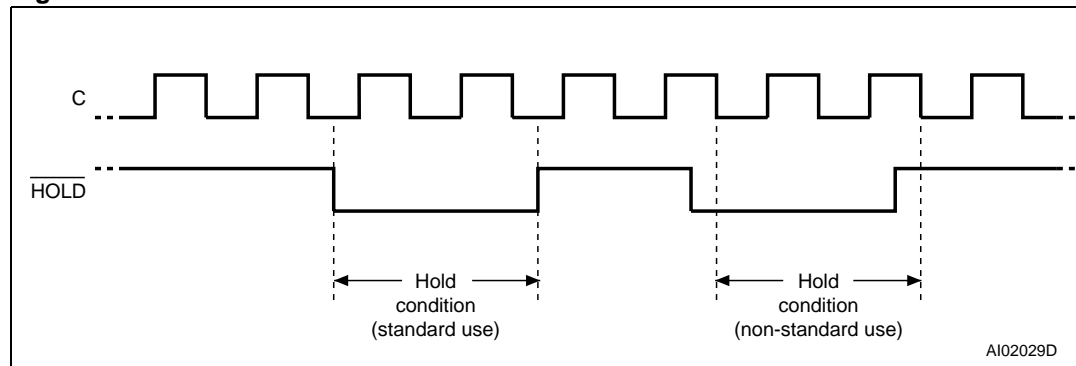 C
HOLD
Hold
condition
(standard use)
Hold
condition
(non-standard use)
AI02029D